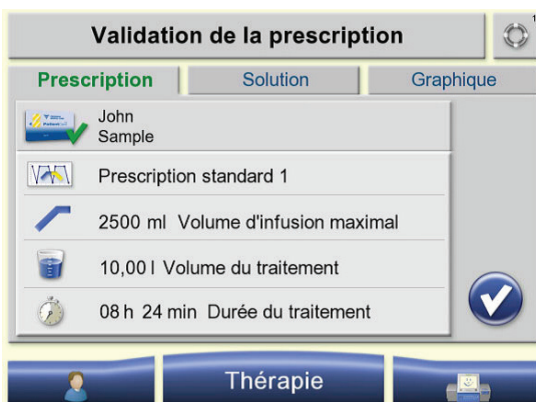 Validation de la prescription
1
Prescription
Solution
Graphique
John
Sample
Prescription standard 1
2500 ml Volume d'infusion maximal
10,00 l Volume du traitement
08 h 24 min Durée du traitement
Thérapie